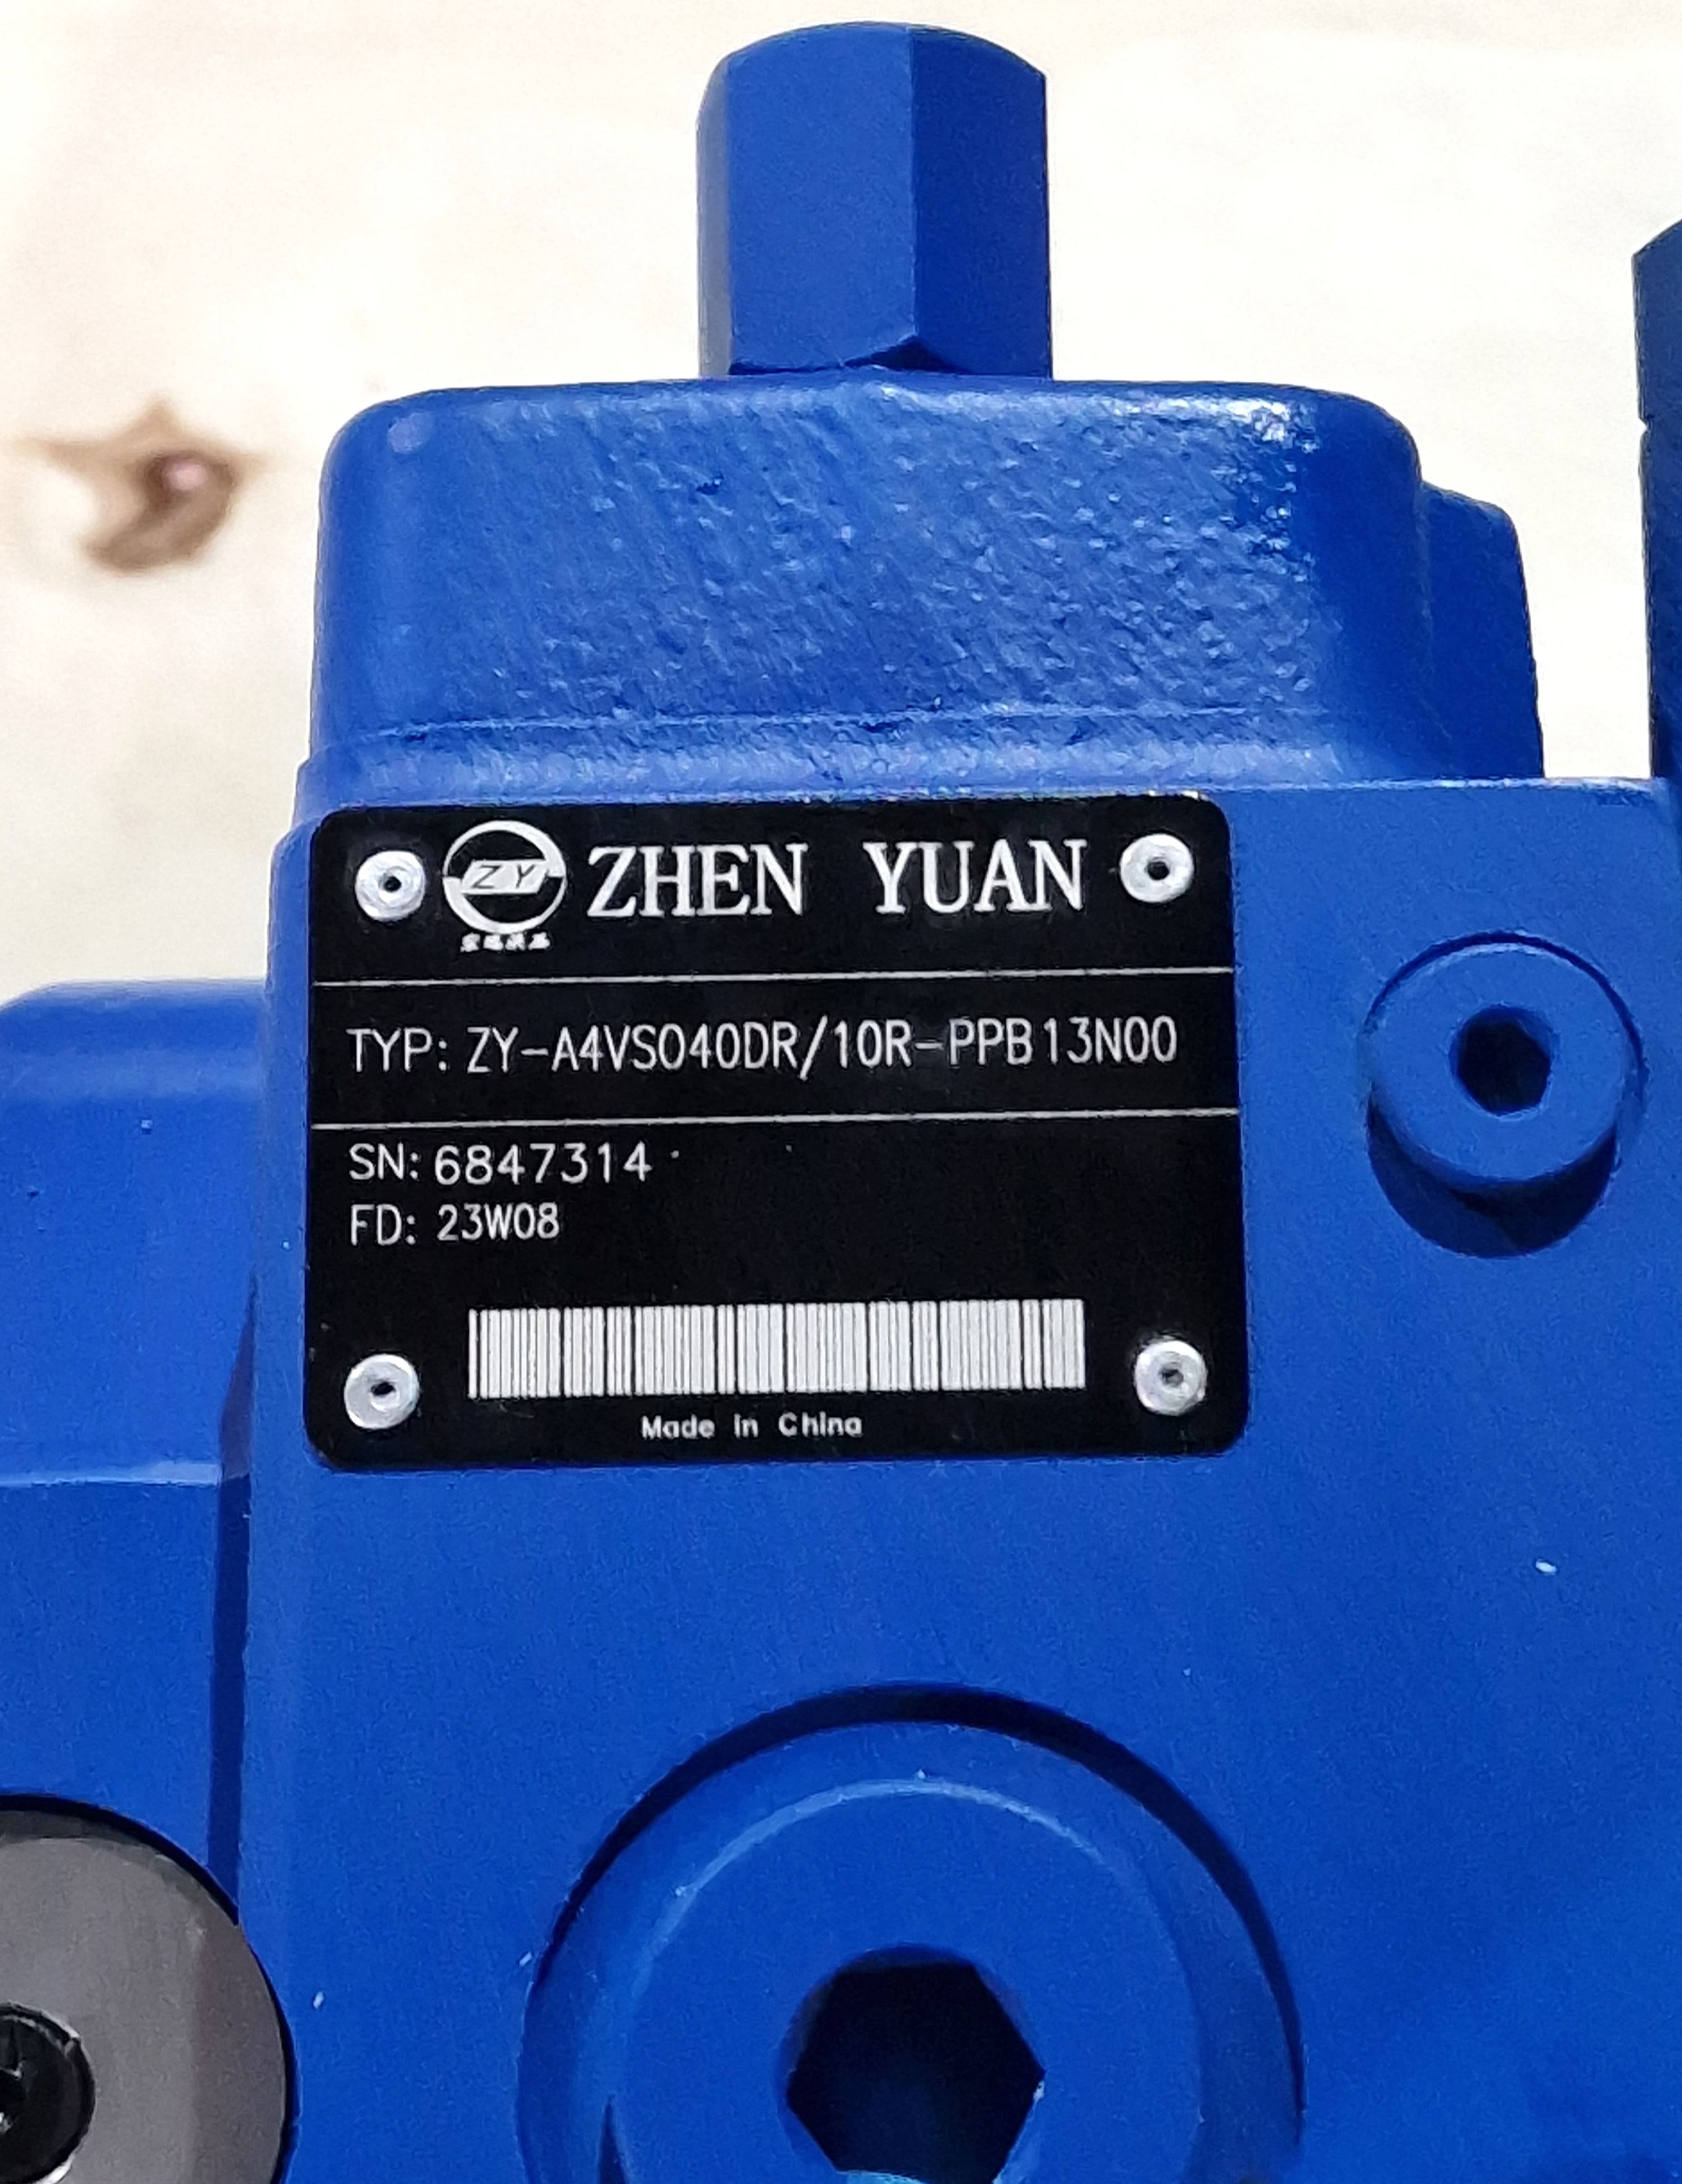 ZY ZHEN YUAN
TYP: ZY-A4VSO40DR/10R-PPB13N00
SN: 6847314
FD: 23W08
Made in China